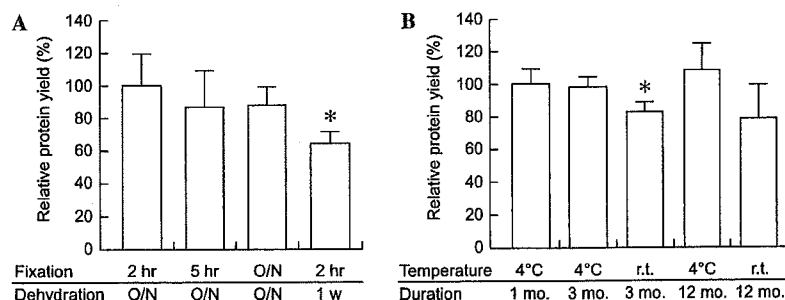 A
Relative protein yield (%)
140
120
100
80
60
40
20
0
*
Fixation 2 hr 5 hr O/N 2 hr
Dehydration O/N O/N O/N 1 w
B
Relative protein yield (%)
140
120
100
80
60
40
20
0
*
Temperature 4°C 4°C r.t. 4°C r.t.
Duration 1 mo. 3 mo. 3 mo. 12 mo. 12 mo.